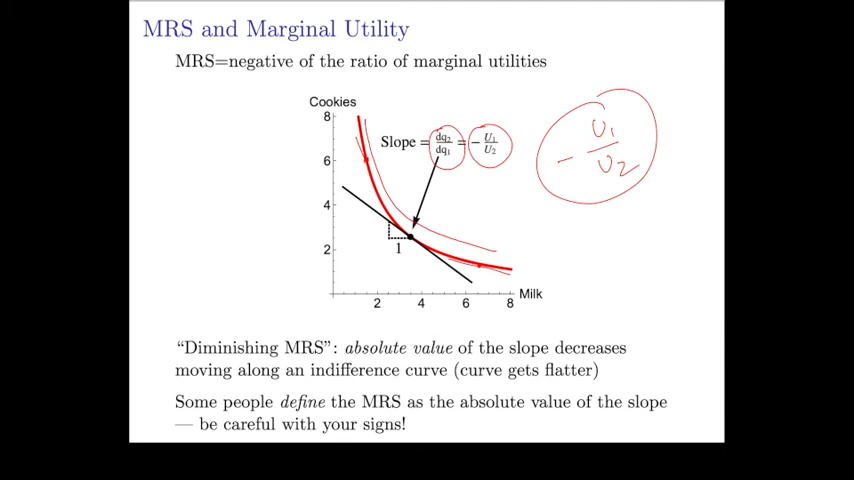 MRS and Marginal Utility
MRS=negative of the ratio of marginal utilities
Cookies
8
Slope = dq₂/dq₁ = − U₁/U₂
− U₁/U₂
6
4
2
1
2 4 6 8 Milk
“Diminishing MRS”: absolute value of the slope decreases
moving along an indifference curve (curve gets flatter)
Some people define the MRS as the absolute value of the slope
— be careful with your signs!